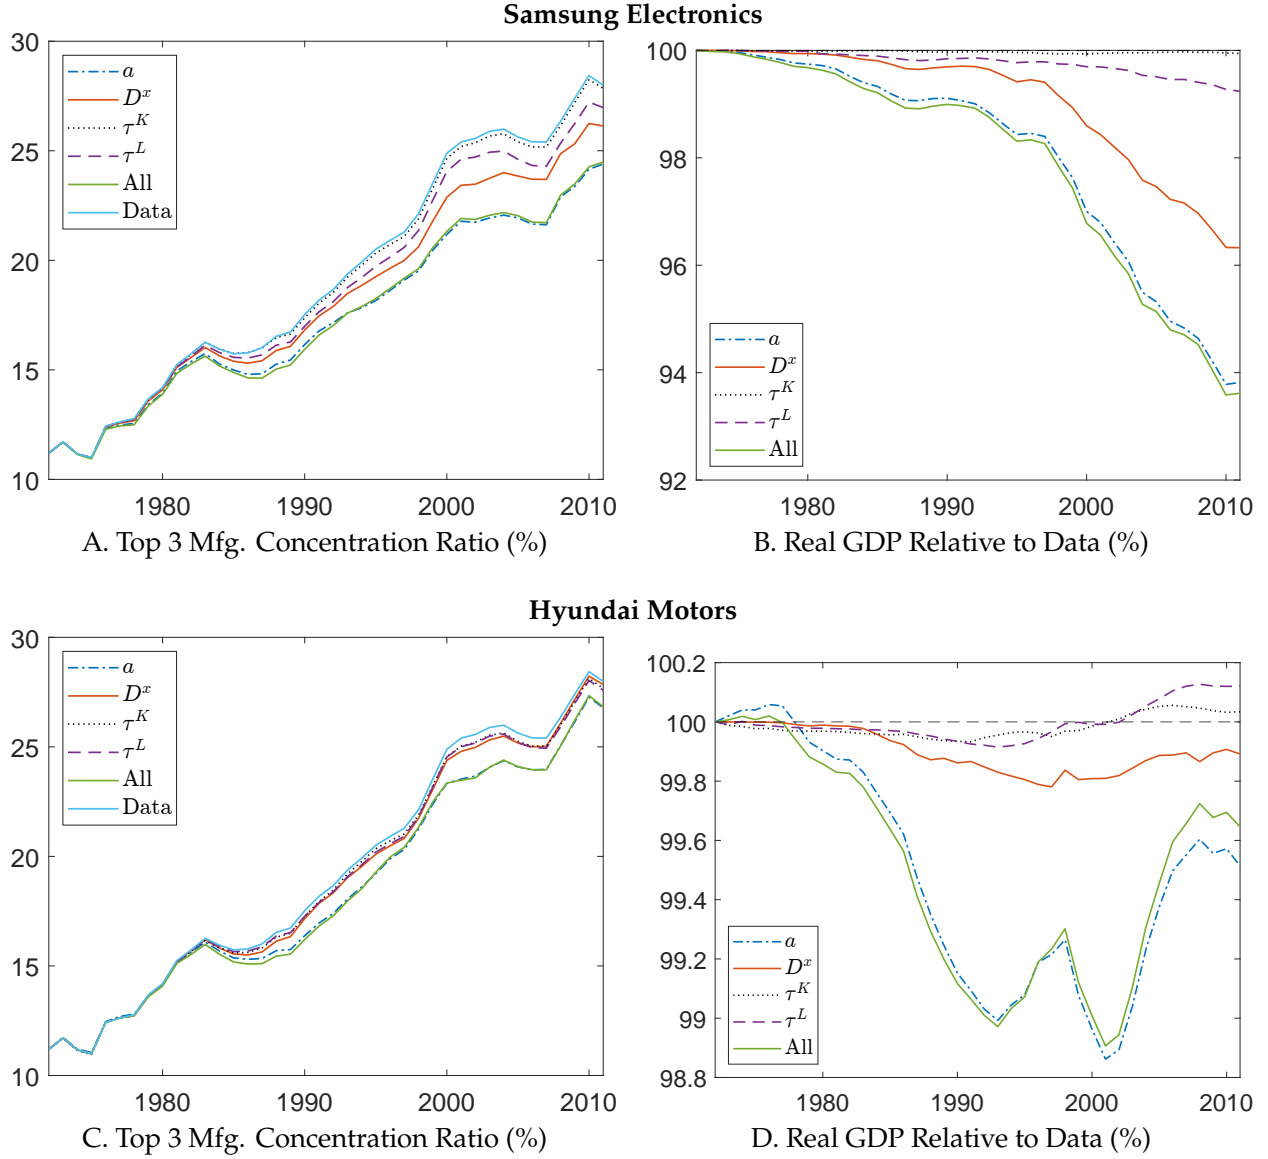 Samsung Electronics
30
25
20
15
10
a
D^x
τ^K
τ^L
All
Data
1980
1990
2000
2010
A. Top 3 Mfg. Concentration Ratio (%)
100
98
96
94
92
a
D^x
τ^K
τ^L
All
1980
1990
2000
2010
B. Real GDP Relative to Data (%)
Hyundai Motors
30
25
20
15
10
a
D^x
τ^K
τ^L
All
Data
1980
1990
2000
2010
C. Top 3 Mfg. Concentration Ratio (%)
100.2
100
99.8
99.6
99.4
99.2
99
98.8
a
D^x
τ^K
τ^L
All
1980
1990
2000
2010
D. Real GDP Relative to Data (%)